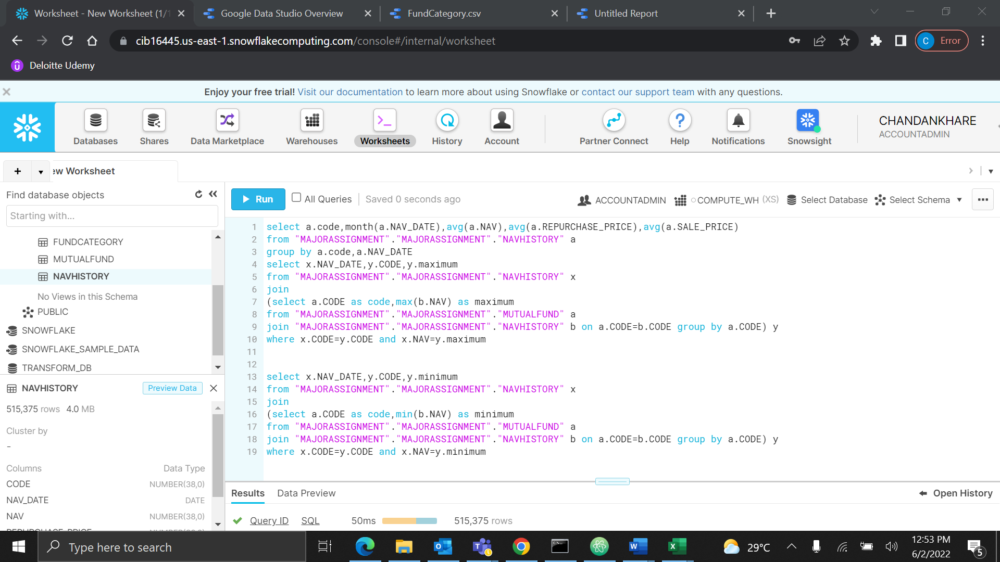 Worksheet - New Worksheet (1/1
Google Data Studio Overview
FundCategory.csv
Untitled Report
cib16445.us-east-1.snowflakecomputing.com/console#/internal/worksheet
C Error
Deloitte Udemy
Enjoy your free trial! Visit our documentation to learn more about using Snowflake or contact our support team with any questions.
Databases
Shares
Data Marketplace
Warehouses
Worksheets
History
Account
Partner Connect
Help
Notifications
Snowsight
CHANDANKHARE
ACCOUNTADMIN
ew Worksheet
Find database objects
Starting with...
FUNDCATEGORY
MUTUALFUND
NAVHISTORY
No Views in this Schema
PUBLIC
SNOWFLAKE
SNOWFLAKE_SAMPLE_DATA
TRANSFORM_DB
NAVHISTORY
Preview Data
515,375 rows 4.0 MB
Cluster by
-
Columns Data Type
CODE NUMBER(38,0)
NAV_DATE DATE
NAV NUMBER(38,0)
Run
All Queries
Saved 0 seconds ago
ACCOUNTADMIN
COMPUTE_WH (XS)
Select Database
Select Schema
1 select a.code,month(a.NAV_DATE),avg(a.NAV),avg(a.REPURCHASE_PRICE),avg(a.SALE_PRICE)
2 from "MAJORASSIGNMENT"."MAJORASSIGNMENT"."NAVHISTORY" a
3 group by a.code,a.NAV_DATE
4 select x.NAV_DATE,y.CODE,y.maximum
5 from "MAJORASSIGNMENT"."MAJORASSIGNMENT"."NAVHISTORY" x
6 join
7 (select a.CODE as code,max(b.NAV) as maximum
8 from "MAJORASSIGNMENT"."MAJORASSIGNMENT"."MUTUALFUND" a
9 join "MAJORASSIGNMENT"."MAJORASSIGNMENT"."NAVHISTORY" b on a.CODE=b.CODE group by a.CODE) y
10 where x.CODE=y.CODE and x.NAV=y.maximum
11
12
13 select x.NAV_DATE,y.CODE,y.minimum
14 from "MAJORASSIGNMENT"."MAJORASSIGNMENT"."NAVHISTORY" x
15 join
16 (select a.CODE as code,min(b.NAV) as minimum
17 from "MAJORASSIGNMENT"."MAJORASSIGNMENT"."MUTUALFUND" a
18 join "MAJORASSIGNMENT"."MAJORASSIGNMENT"."NAVHISTORY" b on a.CODE=b.CODE group by a.CODE) y
19 where x.CODE=y.CODE and x.NAV=y.minimum
Results Data Preview
Open History
Query ID SQL 50ms 515,375 rows
Type here to search
29°C
12:53 PM
6/2/2022
5